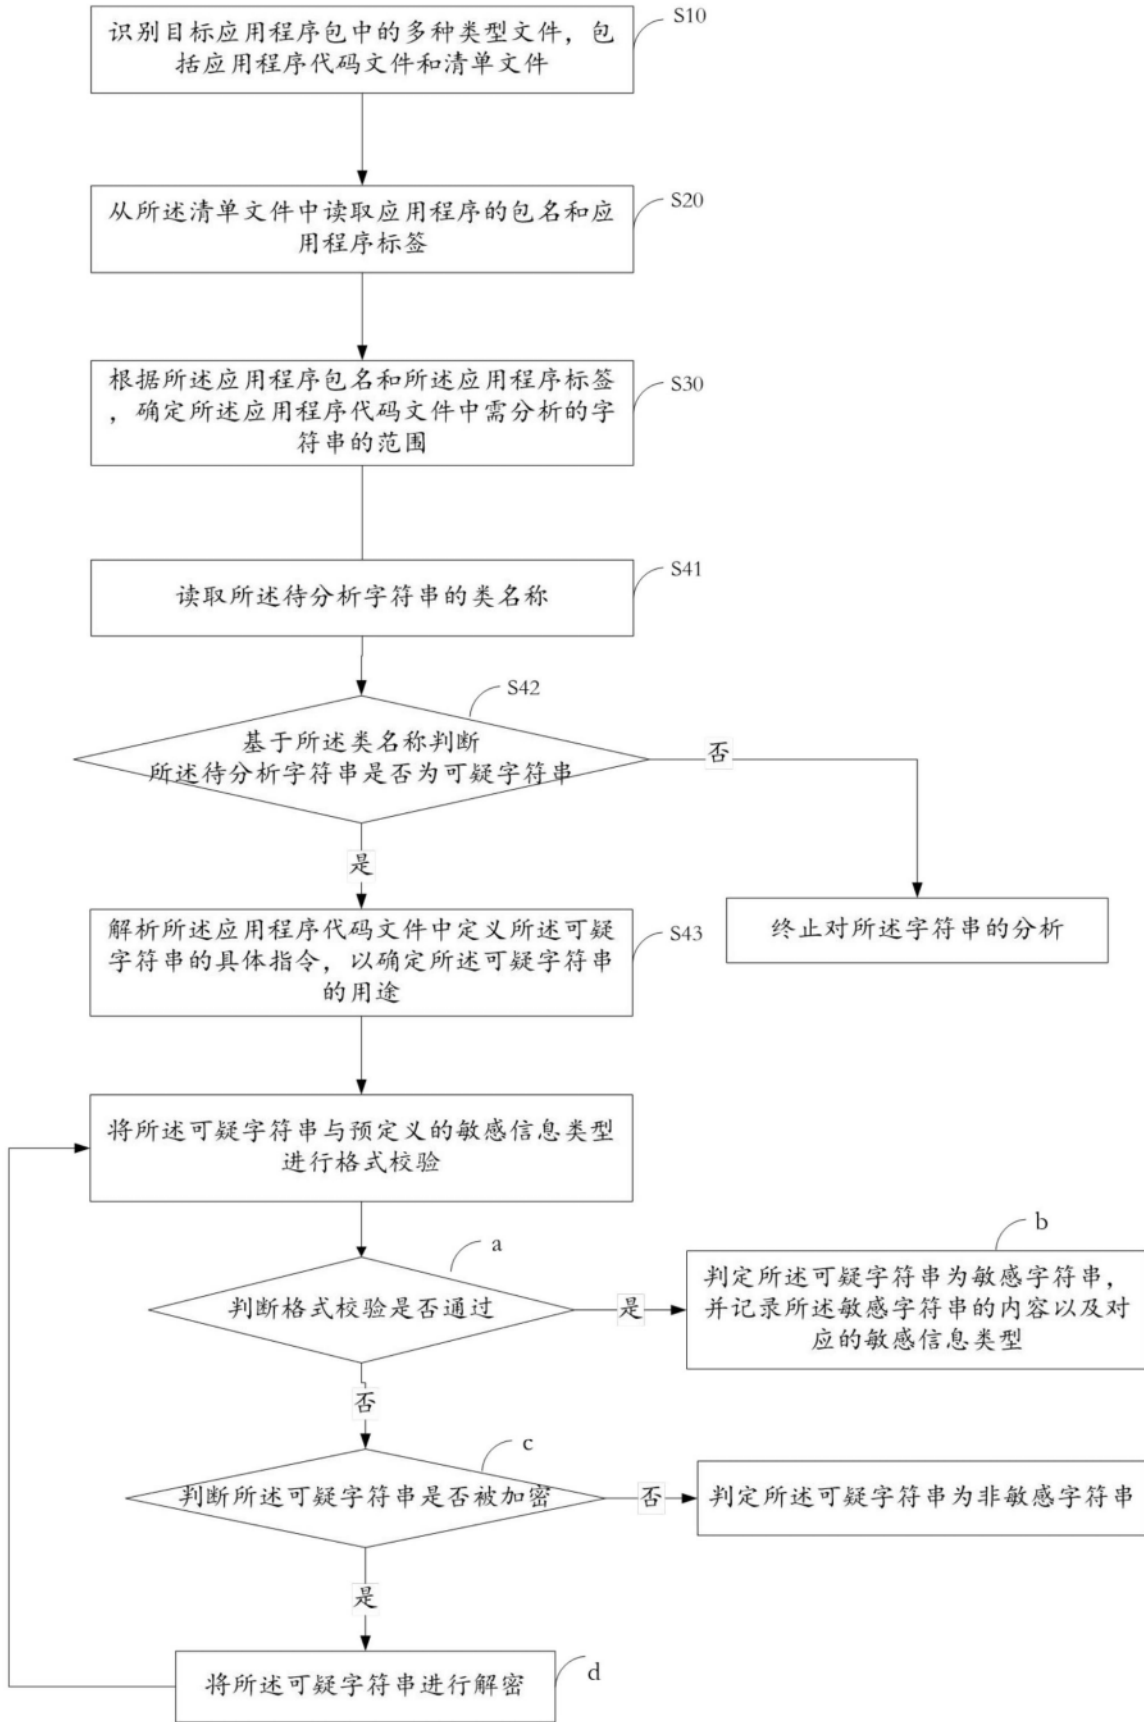 识别目标应用程序包中的多种类型文件，包
括应用程序代码文件和清单文件
S10
从所述清单文件中读取应用程序的包名和应
用程序标签
S20
根据所述应用程序包名和所述应用程序标签
，确定所述应用程序代码文件中需分析的字
符串的范围
S30
读取所述待分析字符串的类名称
S41
S42
基于所述类名称判断
所述待分析字符串是否为可疑字符串
否
是
终止对所述字符串的分析
解析所述应用程序代码文件中定义所述可疑
字符串的具体指令，以确定所述可疑字符串
的用途
S43
将所述可疑字符串与预定义的敏感信息类型
进行格式校验
a
判断格式校验是否通过
是
b
判定所述可疑字符串为敏感字符串，
并记录所述敏感字符串的内容以及对
应的敏感信息类型
否
c
判断所述可疑字符串是否被加密
否
判定所述可疑字符串为非敏感字符串
是
将所述可疑字符串进行解密
d